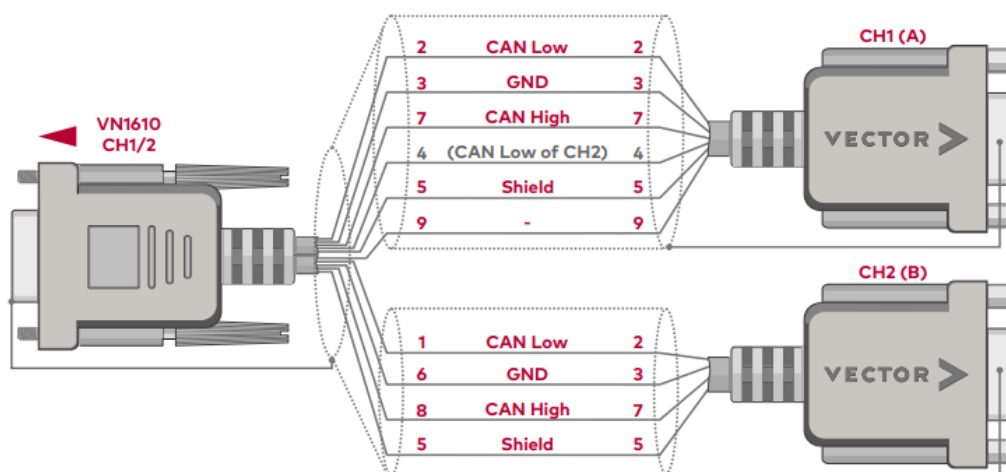 CH1 (A)
2 CAN Low 2
3 GND 3
7 CAN High 7
4 (CAN Low of CH2) 4
5 Shield 5
9 - 9
VN1610
CH1/2
VECTOR
CH2 (B)
1 CAN Low 2
6 GND 3
8 CAN High 7
5 Shield 5
VECTOR